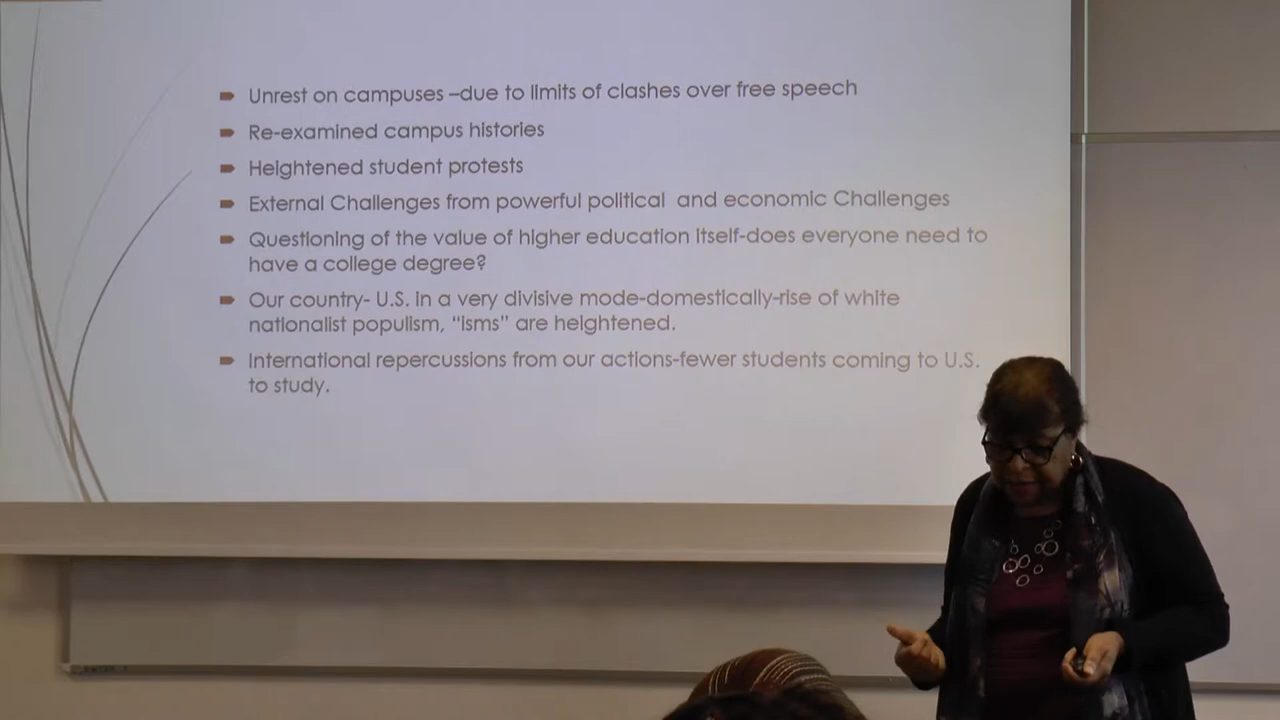 Unrest on campuses –due to limits of clashes over free speech
Re-examined campus histories
Heightened student protests
External Challenges from powerful political  and economic Challenges
Questioning of the value of higher education itself-does everyone need to
have a college degree?
Our country- U.S. in a very divisive mode-domestically-rise of white
nationalist populism, “isms” are heightened.
International repercussions from our actions-fewer students coming to U.S.
to study.